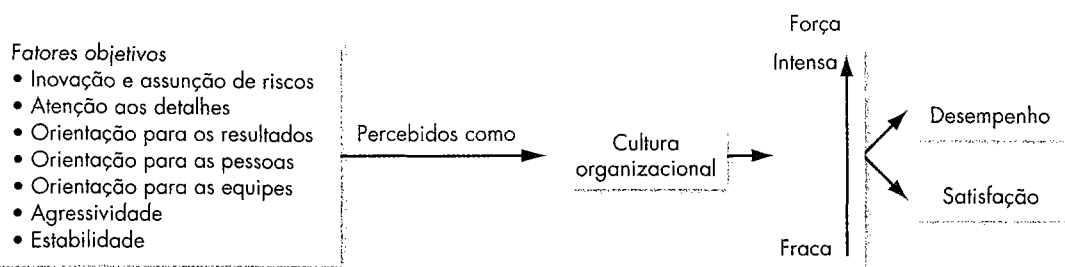 Fatores objetivos
• Inovação e assunção de riscos
• Atenção aos detalhes
• Orientação para os resultados
• Orientação para as pessoas
• Orientação para as equipes
• Agressividade
• Estabilidade
Percebidos como
Cultura
organizacional
Força
Intensa
Fraca
Desempenho
Satisfação